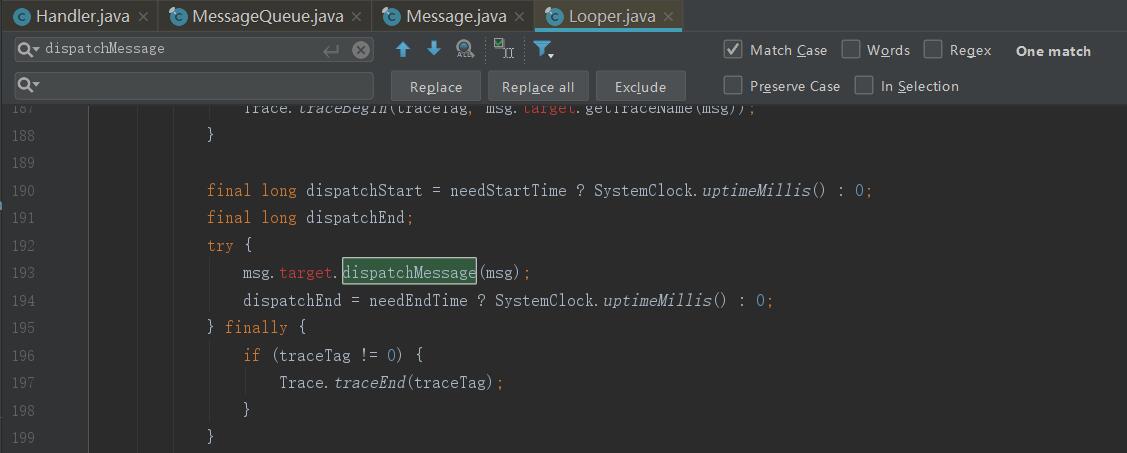 Handler.java MessageQueue.java Message.java Looper.java
dispatchMessage Match Case Words Regex One match
Replace Replace all Exclude Preserve Case In Selection
187 Trace.traceBegin(traceTag, msg.target.getTraceName(msg));
188 }
189
190 final long dispatchStart = needStartTime ? SystemClock.uptimeMillis() : 0;
191 final long dispatchEnd;
192 try {
193 msg.target.dispatchMessage(msg);
194 dispatchEnd = needEndTime ? SystemClock.uptimeMillis() : 0;
195 } finally {
196 if (traceTag != 0) {
197 Trace.traceEnd(traceTag);
198 }
199 }